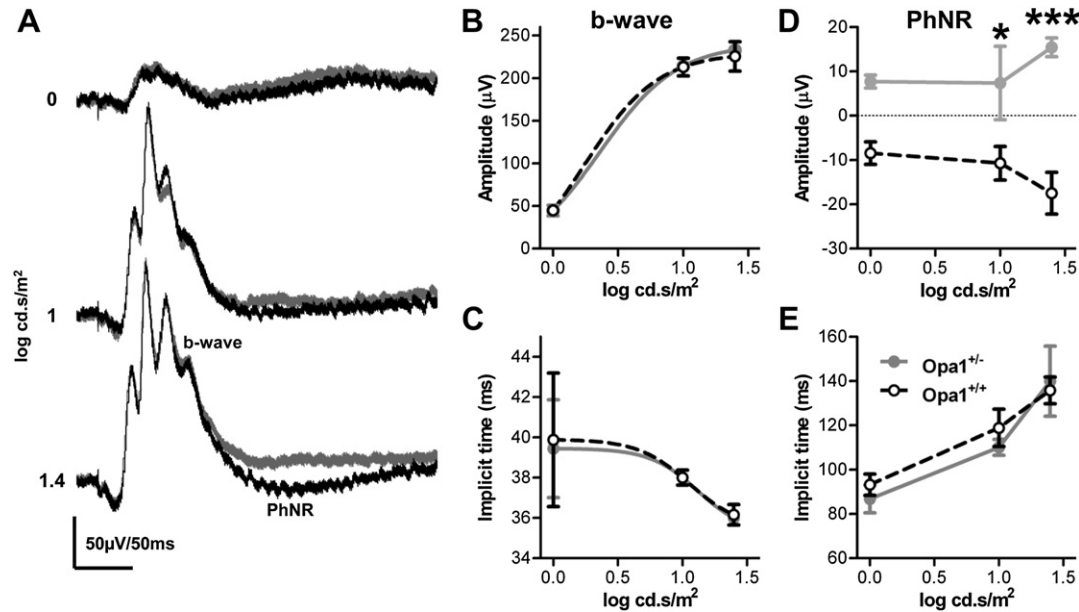 A
0
1
1.4
log cd.s/m²
b-wave
PhNR
50µV/50ms
B
b-wave
Amplitude (µV)
250
200
150
100
50
0
0.0 0.5 1.0 1.5
log cd.s/m²
D
PhNR
* ***
Amplitude (µV)
20
10
0
-10
-20
-30
0.0 0.5 1.0 1.5
log cd.s/m²
C
Implicit time (ms)
44
42
40
38
36
34
0.0 0.5 1.0 1.5
log cd.s/m²
E
Implicit time (ms)
160
140
120
100
80
60
Opa1+/-
Opa1+/+
0.0 0.5 1.0 1.5
log cd.s/m²